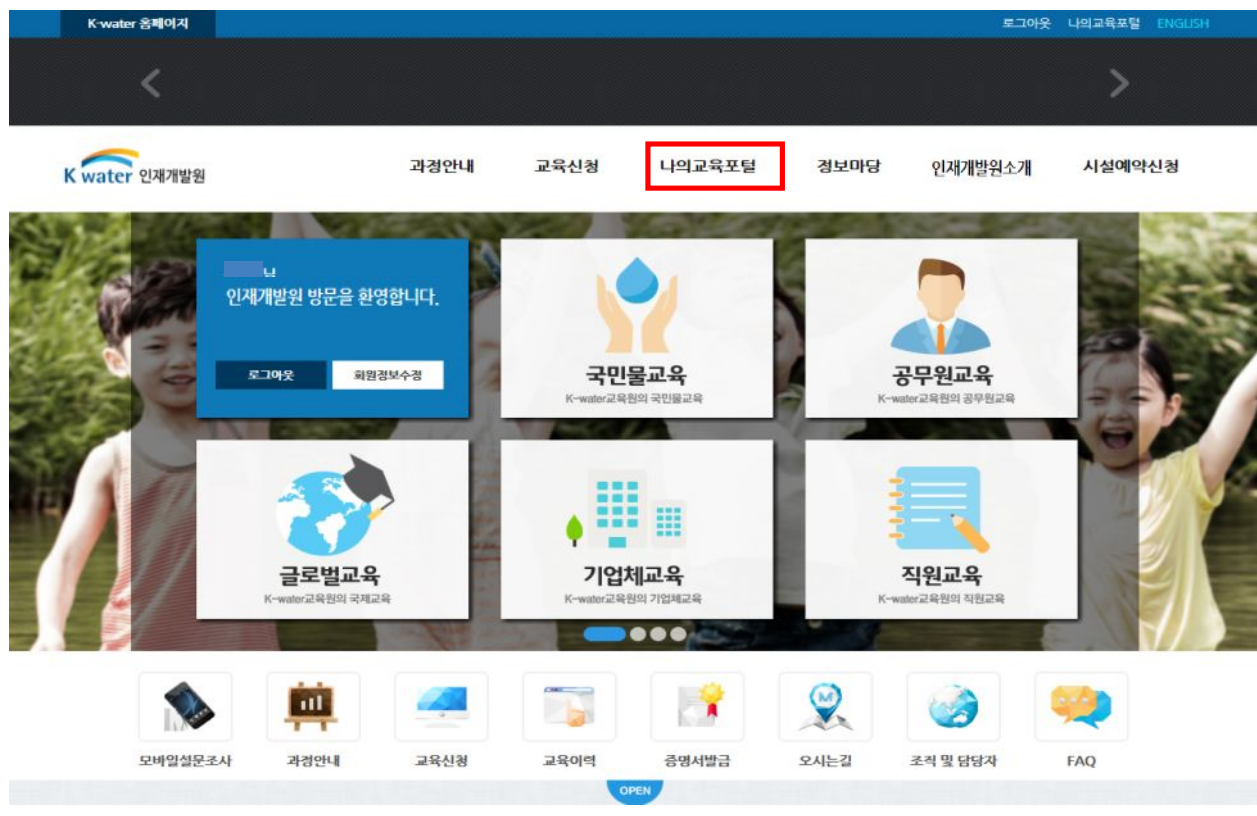 K-water 홈페이지
로그아웃 나의교육포털 ENGLISH
K water 인재개발원
과정안내 교육신청 나의교육포털 정보마당 인재개발원소개 시설예약신청
님
인재개발원 방문을 환영합니다.
로그아웃 회원정보수정
국민물교육
K-water교육원의 국민물교육
공무원교육
K-water교육원의 공무원교육
글로벌교육
K-water교육원의 국제교육
기업체교육
K-water교육원의 기업체교육
직원교육
K-water교육원의 직원교육
모바일설문조사 과정안내 교육신청 교육이력 증명서발급 오시는길 조직 및 담당자 FAQ
OPEN